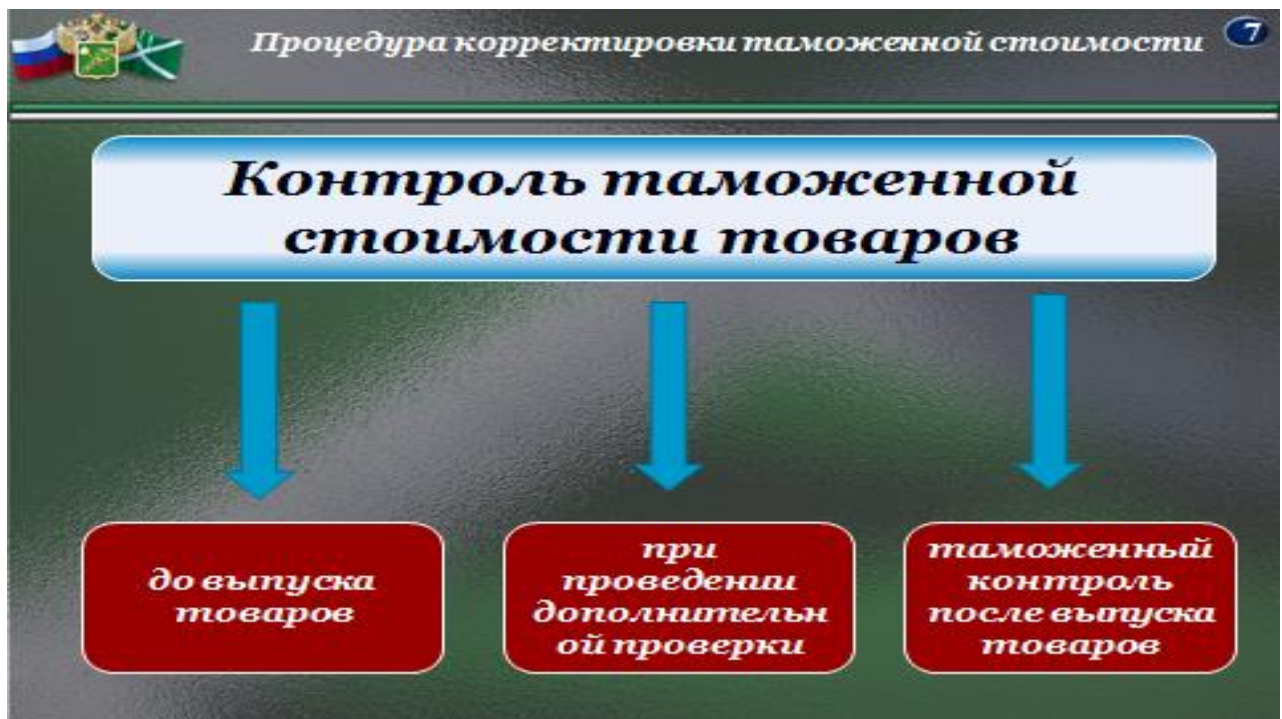 Процедура корректировки таможенной стоимости
7
Контроль таможенной
стоимости товаров
до выпуска
товаров
при
проведении
дополнительн
ой проверки
таможенный
контроль
после выпуска
товаров